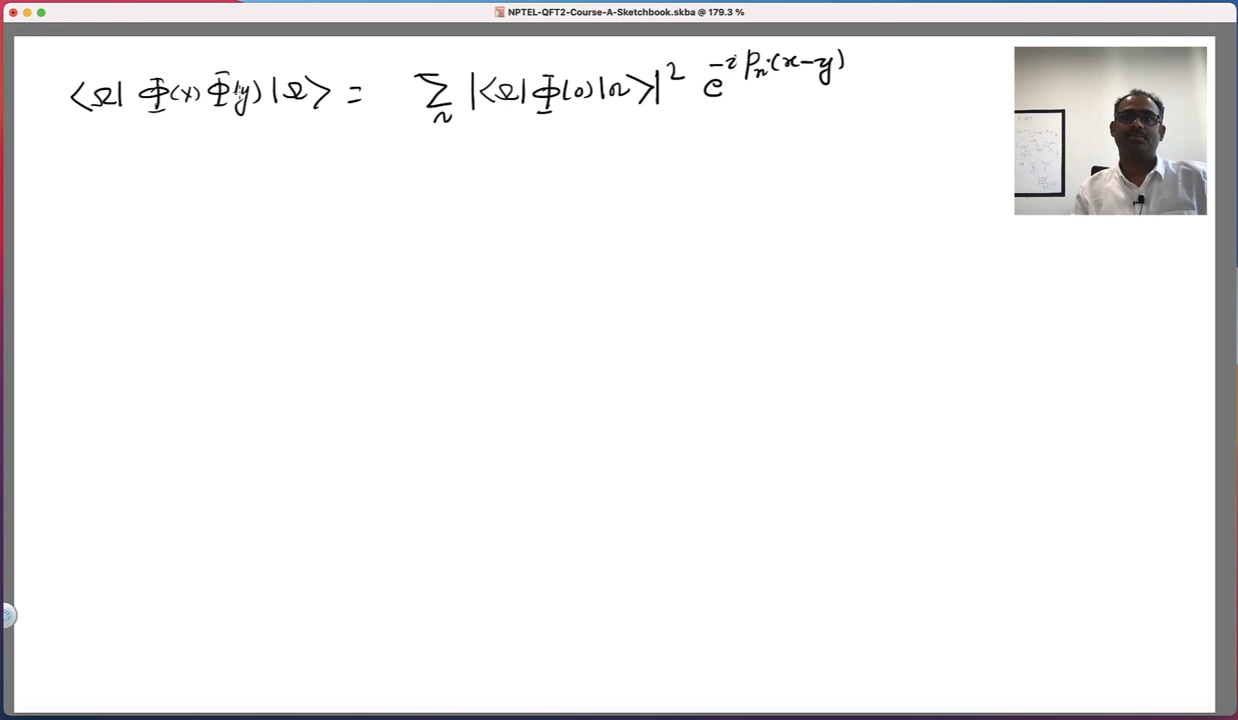 NPTEL-QFT2-Course-A-Sketchbook.skba @ 179.3 %
⟨Ω| Φ(x) Φ(y) |Ω⟩ = Σ_n |⟨Ω|Φ(0)|n⟩|² e^{-i P_n·(x-y)}